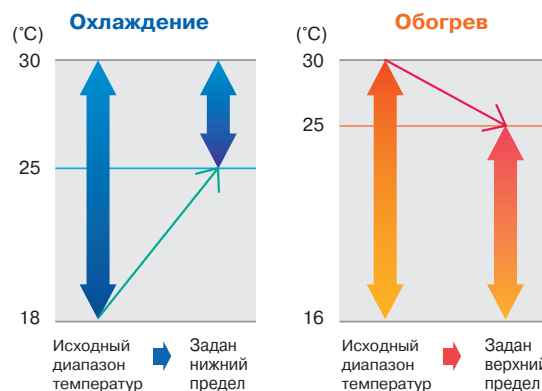 Охлаждение
(°C)
30
25
18
Исходный
диапазон
температур
Задан
нижний
предел
Обогрев
(°C)
30
25
16
Исходный
диапазон
температур
Задан
верхний
предел